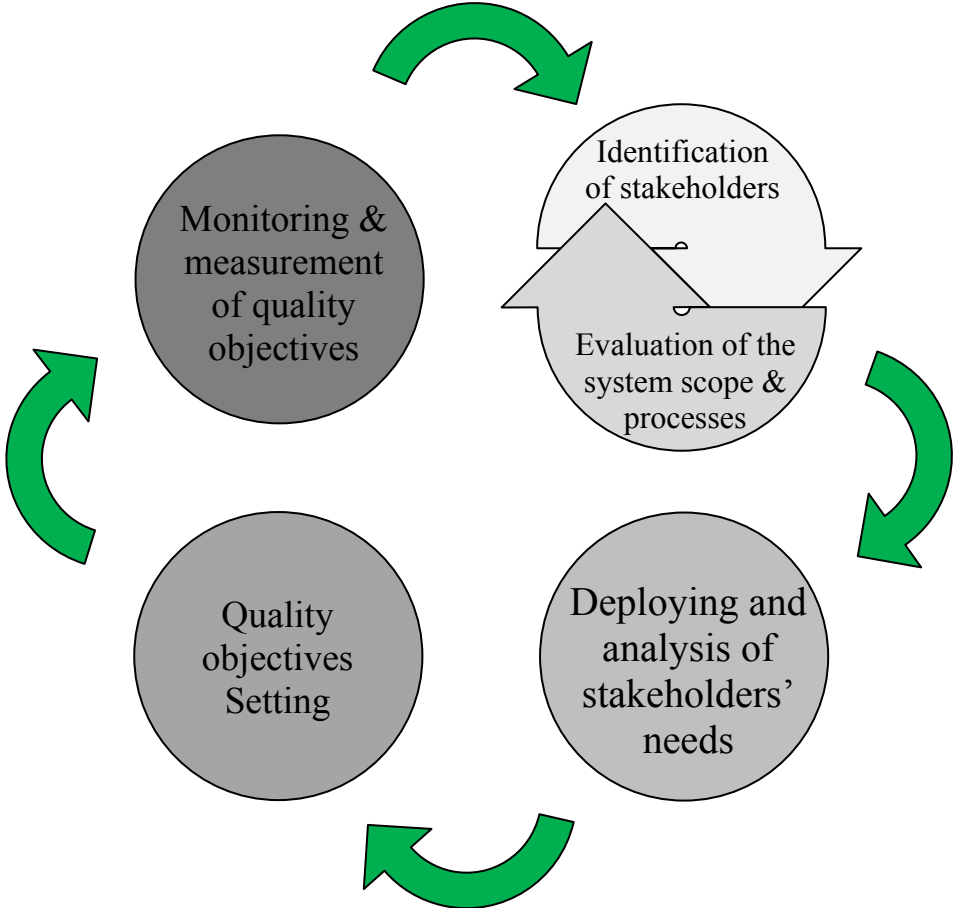 Identification
of stakeholders
Evaluation of the
system scope &
processes
Deploying and
analysis of
stakeholders’
needs
Quality
objectives
Setting
Monitoring &
measurement
of quality
objectives